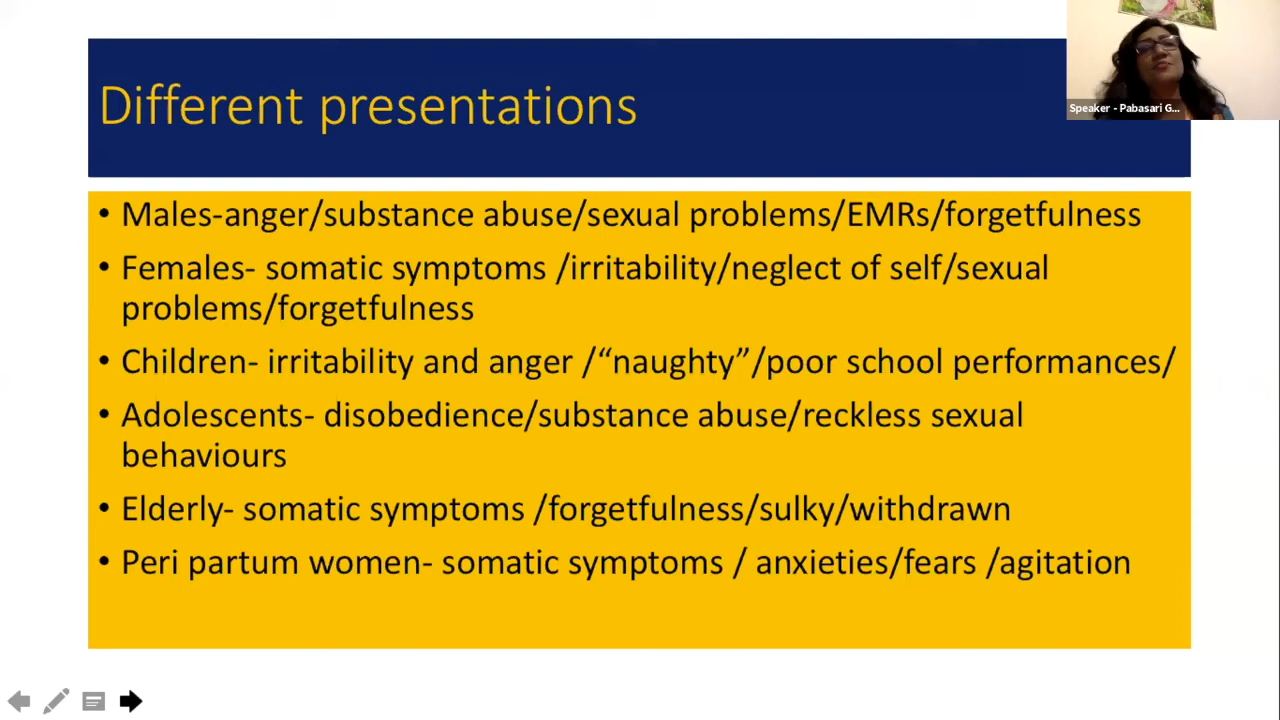 Different presentations
Speaker - Pabasari G...
• Males-anger/substance abuse/sexual problems/EMRs/forgetfulness
• Females- somatic symptoms /irritability/neglect of self/sexual
problems/forgetfulness
• Children- irritability and anger /“naughty”/poor school performances/
• Adolescents- disobedience/substance abuse/reckless sexual
behaviours
• Elderly- somatic symptoms /forgetfulness/sulky/withdrawn
• Peri partum women- somatic symptoms / anxieties/fears /agitation